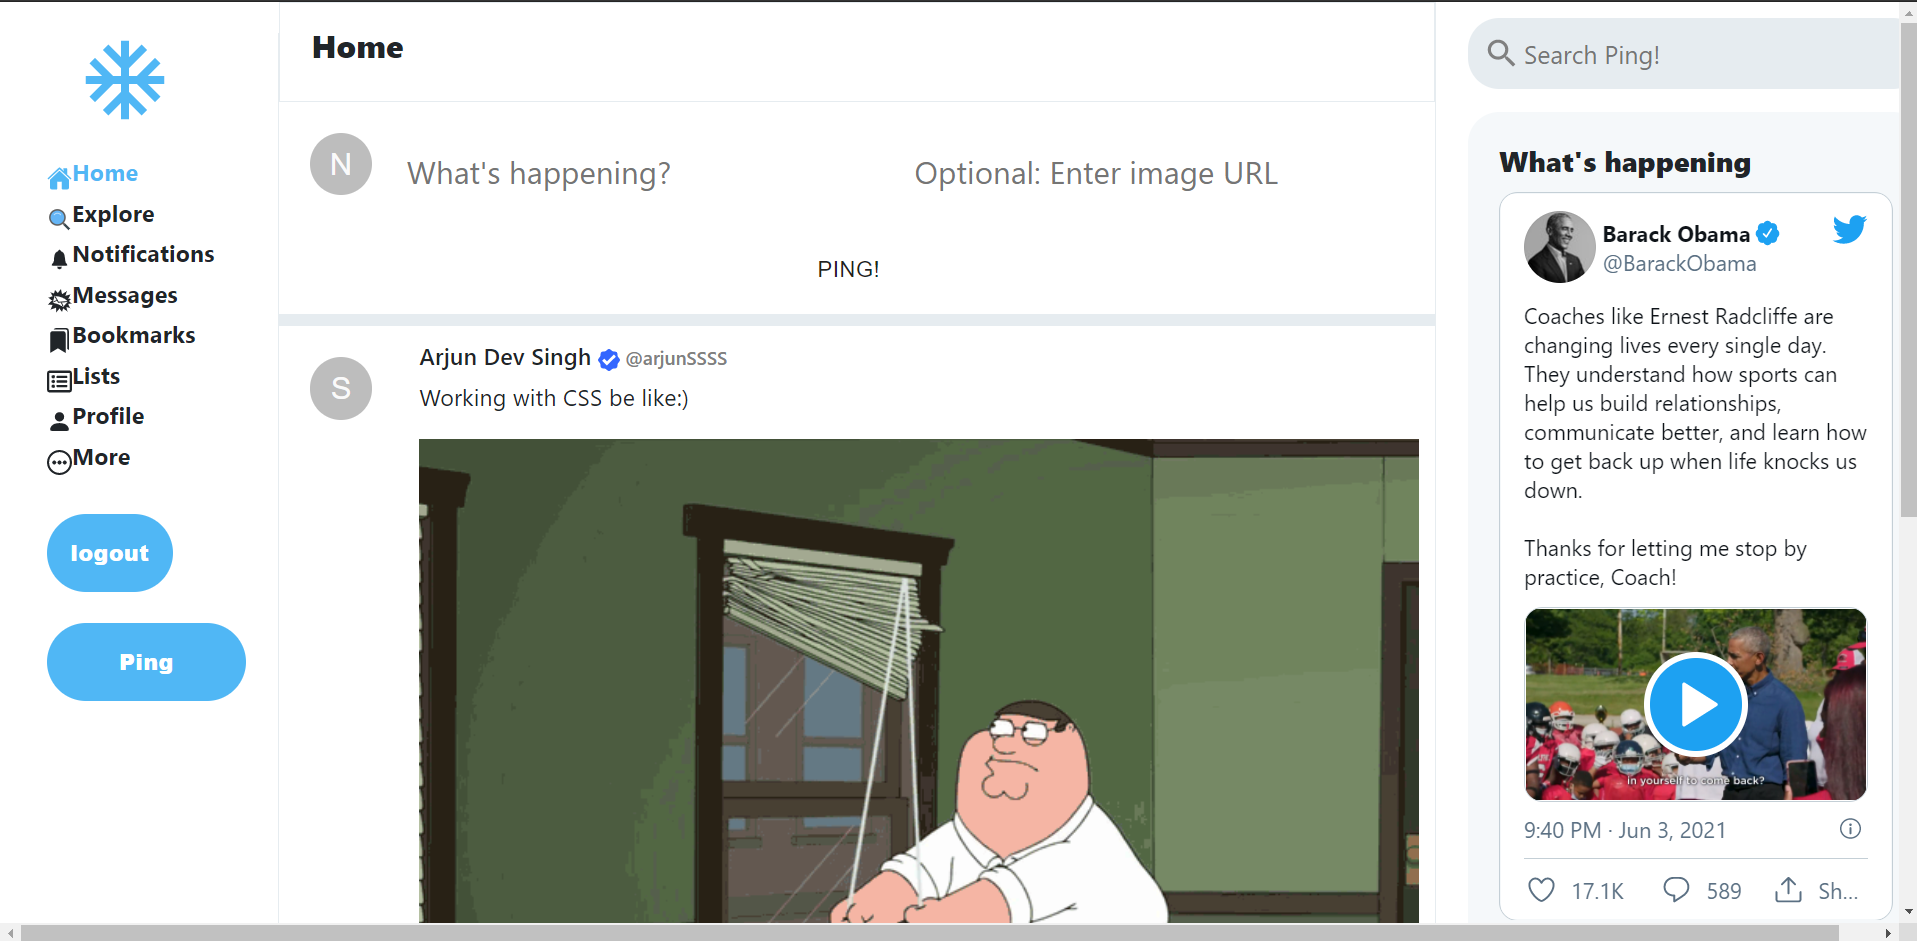 Home
Explore
Notifications
Messages
Bookmarks
Lists
Profile
More
logout
Ping
Home
N
What's happening?
Optional: Enter image URL
PING!
S
Arjun Dev Singh @arjunSSSS
Working with CSS be like:)
Search Ping!
What's happening
Barack Obama
@BarackObama
Coaches like Ernest Radcliffe are
changing lives every single day.
They understand how sports can
help us build relationships,
communicate better, and learn how
to get back up when life knocks us
down.
Thanks for letting me stop by
practice, Coach!
in yourself to come back?
9:40 PM · Jun 3, 2021
17.1K 589 Sh...